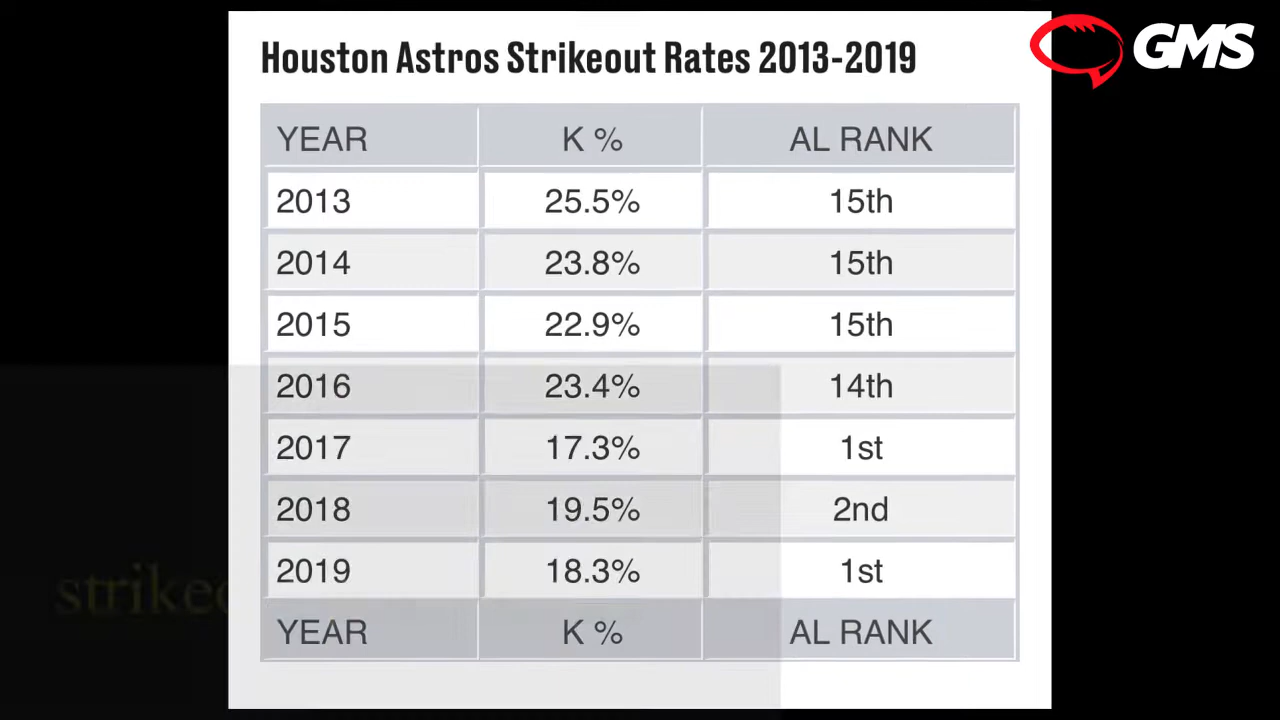 GMS
Houston Astros Strikeout Rates 2013-2019
YEAR K % AL RANK
2013 25.5% 15th
2014 23.8% 15th
2015 22.9% 15th
2016 23.4% 14th
2017 17.3% 1st
2018 19.5% 2nd
2019 18.3% 1st
YEAR K % AL RANK